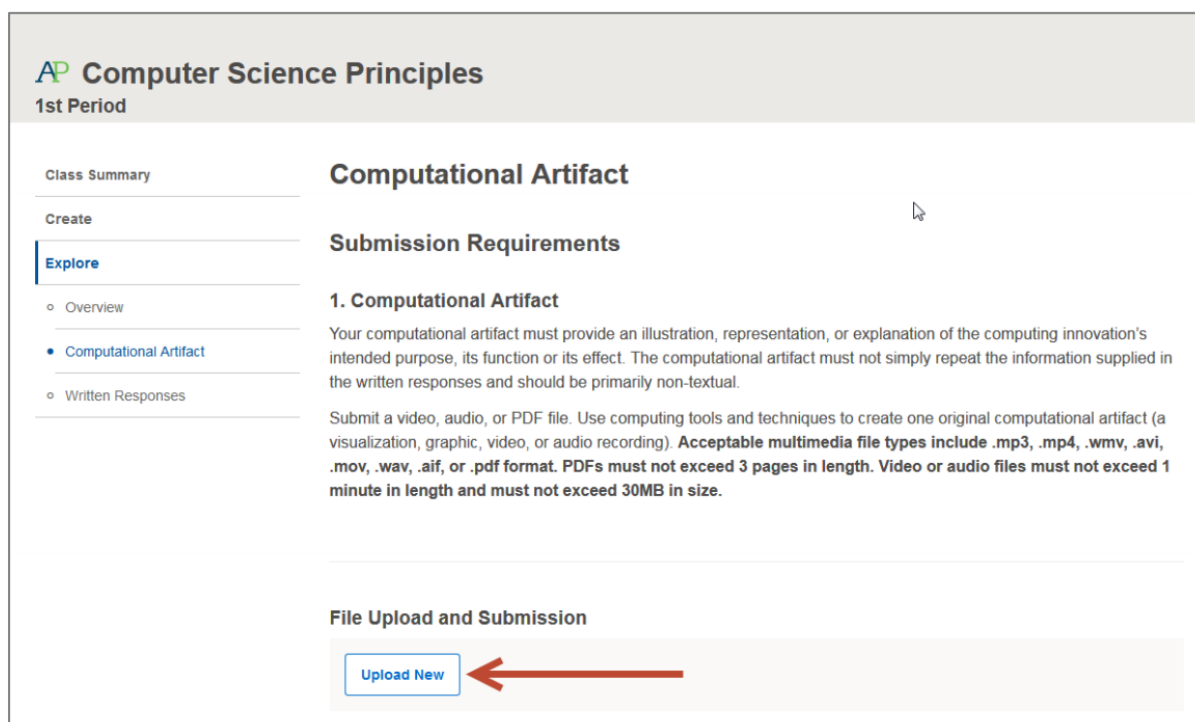 AP Computer Science Principles
1st Period
Class Summary
Create
Explore
Overview
Computational Artifact
Written Responses
Computational Artifact
Submission Requirements
1. Computational Artifact
Your computational artifact must provide an illustration, representation, or explanation of the computing innovation's
intended purpose, its function or its effect. The computational artifact must not simply repeat the information supplied in
the written responses and should be primarily non-textual.
Submit a video, audio, or PDF file. Use computing tools and techniques to create one original computational artifact (a
visualization, graphic, video, or audio recording). Acceptable multimedia file types include .mp3, .mp4, .wmv, .avi,
.mov, .wav, .aif, or .pdf format. PDFs must not exceed 3 pages in length. Video or audio files must not exceed 1
minute in length and must not exceed 30MB in size.
File Upload and Submission
Upload New